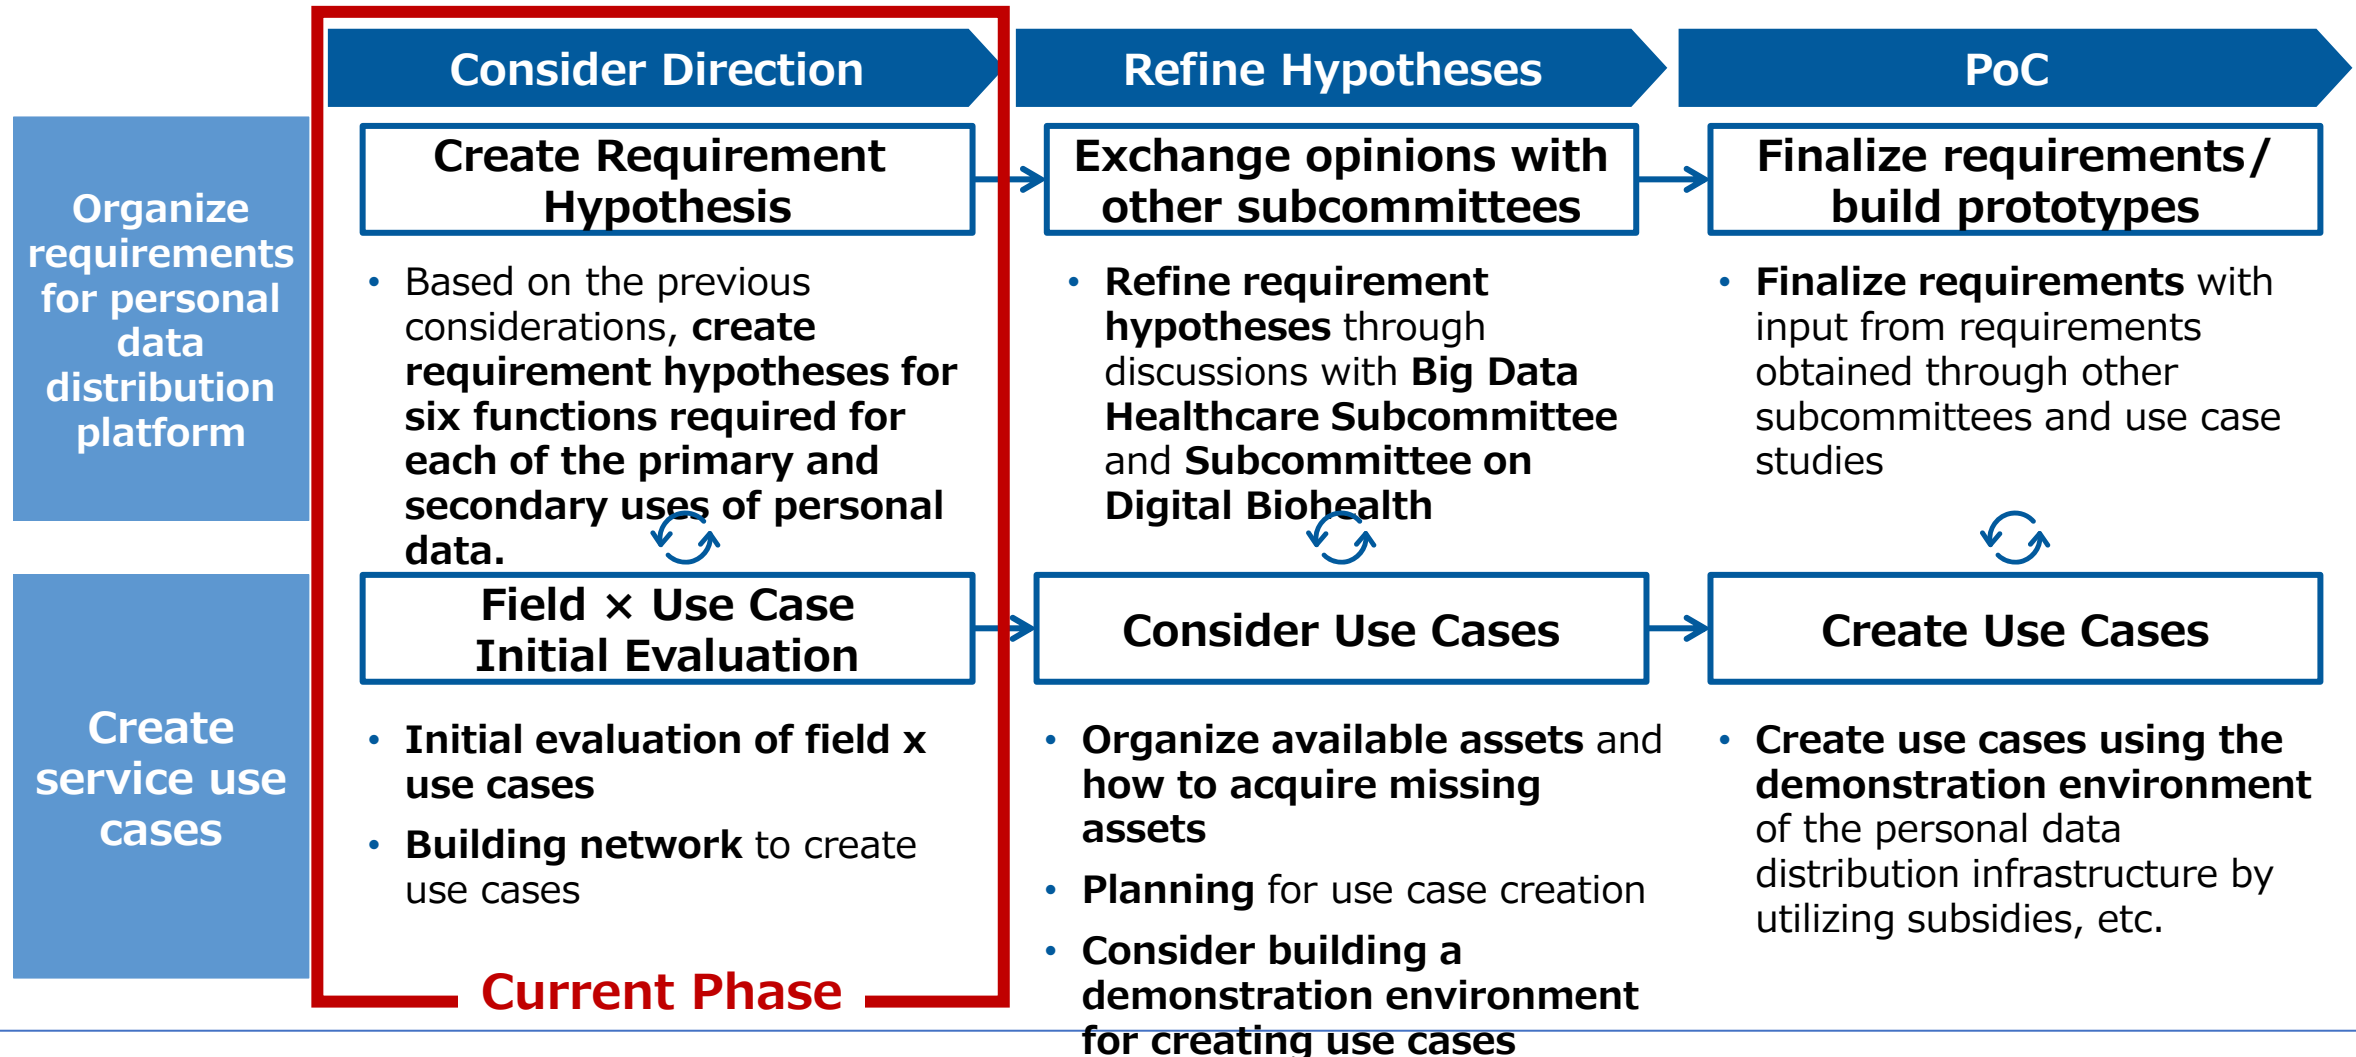 Consider Direction
Refine Hypotheses
PoC
Organize
requirements
for personal
data
distribution
platform
Create Requirement
Hypothesis
• Based on the previous
considerations, create
requirement hypotheses for
six functions required for
each of the primary and
secondary uses of personal
data.
Exchange opinions with
other subcommittees
• Refine requirement
hypotheses through
discussions with Big Data
Healthcare Subcommittee
and Subcommittee on
Digital Biohealth
Finalize requirements/
build prototypes
• Finalize requirements with
input from requirements
obtained through other
subcommittees and use case
studies
Create
service use
cases
Field × Use Case
Initial Evaluation
• Initial evaluation of field x
use cases
• Building network to create
use cases
Current Phase
Consider Use Cases
• Organize available assets and
how to acquire missing
assets
• Planning for use case creation
• Consider building a
demonstration environment
for creating use cases
Create Use Cases
• Create use cases using the
demonstration environment
of the personal data
distribution infrastructure by
utilizing subsidies, etc.